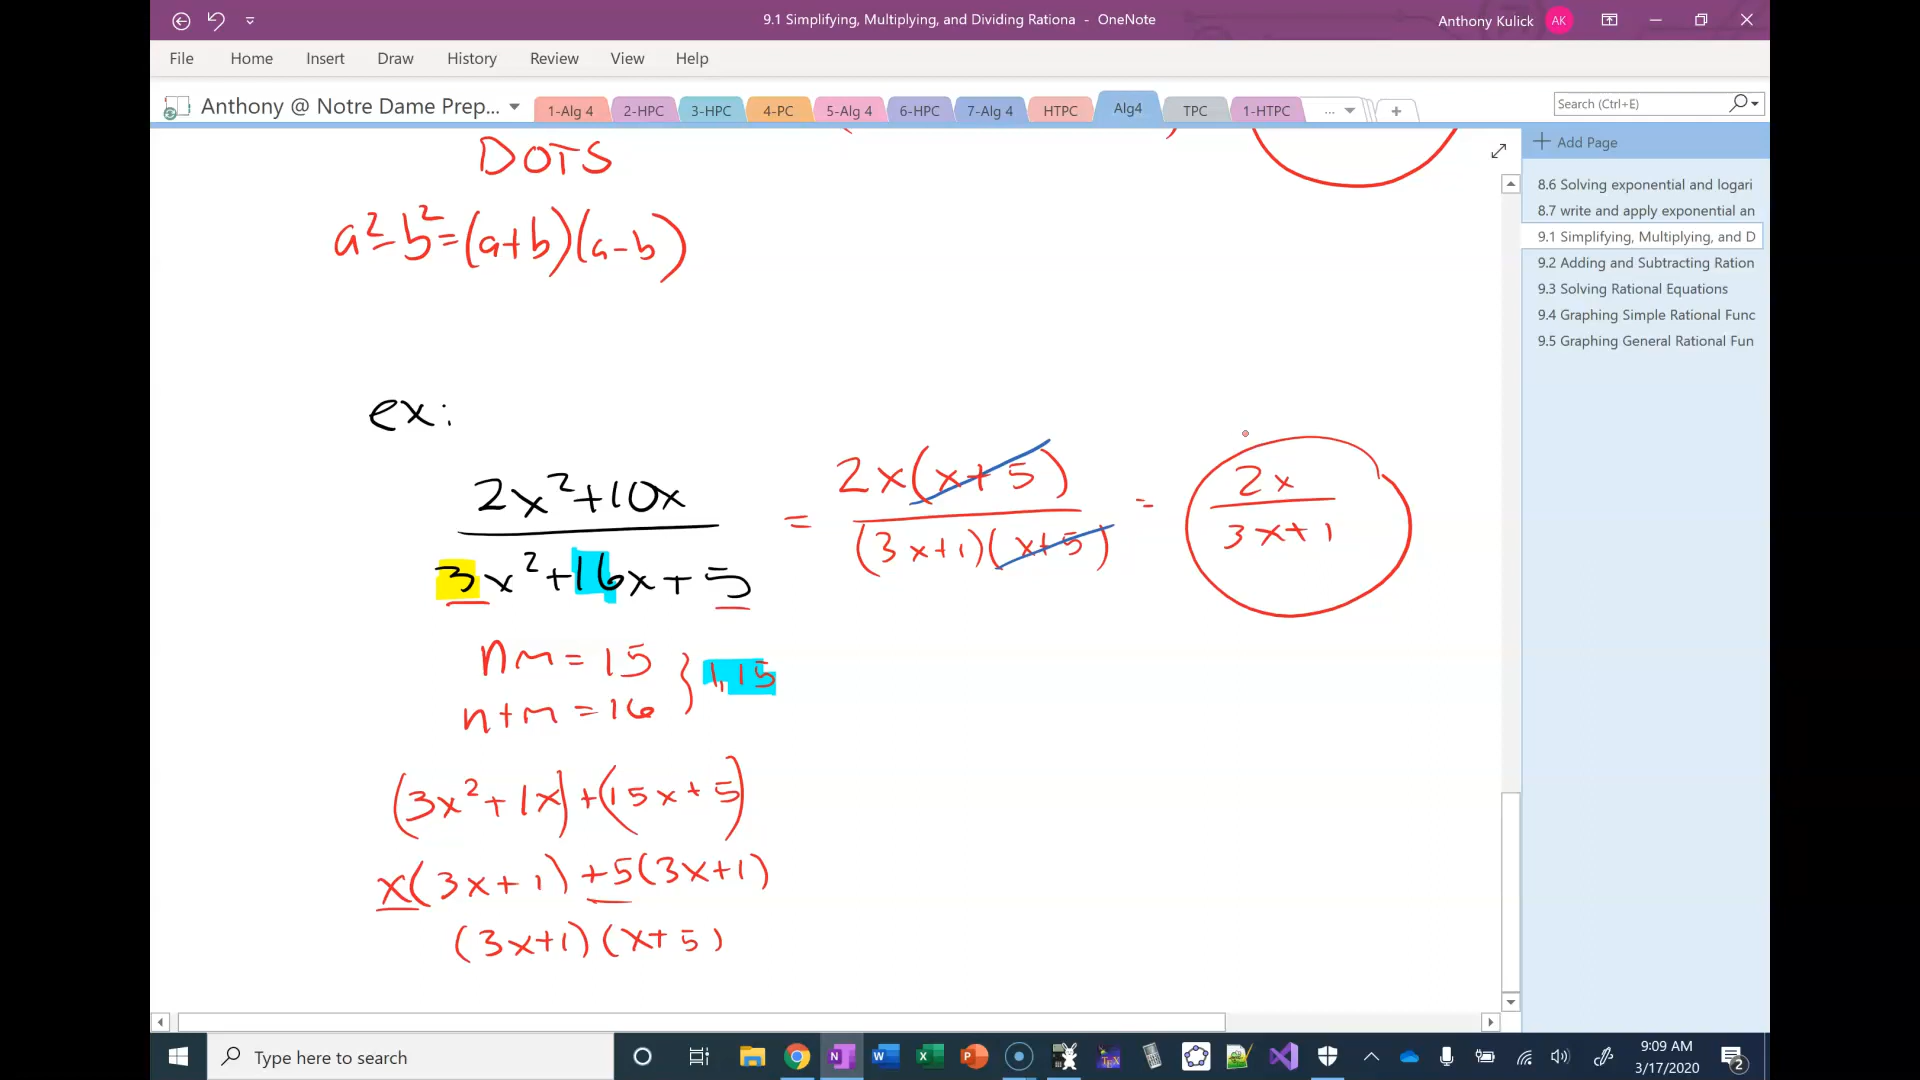 9.1 Simplifying, Multiplying, and Dividing Rationa - OneNote
Anthony Kulick
AK
File Home Insert Draw History Review View Help
Anthony @ Notre Dame Prep...
1-Alg 4 2-HPC 3-HPC 4-PC 5-Alg 4 6-HPC 7-Alg 4 HTPC Alg4 TPC 1-HTPC ... +
Search (Ctrl+E)
Add Page
8.6 Solving exponential and logari
8.7 write and apply exponential an
9.1 Simplifying, Multiplying, and D
9.2 Adding and Subtracting Ration
9.3 Solving Rational Equations
9.4 Graphing Simple Rational Func
9.5 Graphing General Rational Fun
DOTS
a²-b²=(a+b)(a-b)
ex:
2x²+10x
3x²+16x+5
=
2x(x+5)
(3x+1)(x+5)
=
2x
3x+1
nm=15
n+m=16
} 1,15
(3x²+1x)+(15x+5)
x(3x+1)+5(3x+1)
(3x+1)(x+5)
Type here to search
9:09 AM
3/17/2020
2